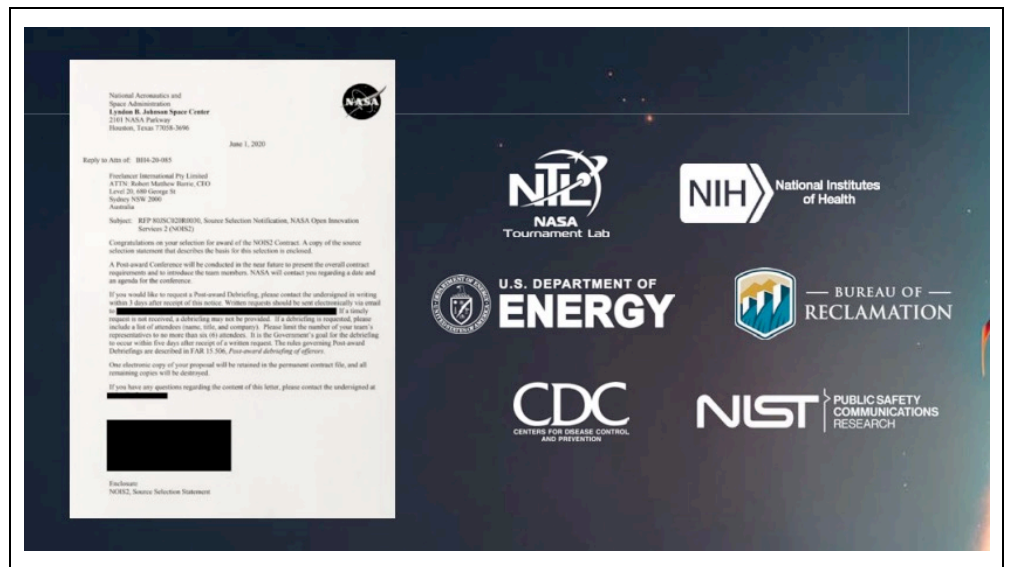 National Aeronautics and
Space Administration
Lyndon B. Johnson Space Center
2101 NASA Parkway
Houston, Texas 77058-3696
NASA
June 1, 2020
Reply to Attn of: BH4-20-065
Freelancer International Pty Limited
ATTN: Robert Matthew Barrie, CEO
Level 20, 680 George St
Sydney NSW 2000
Australia
Subject: RFP 80JSC020R0030, Source Selection Notification, NASA Open Innovation
Services 2 (NOIS2)
Congratulations on your selection for award of the NOIS2 Contract. A copy of the source
selection statement that describes the basis for this selection is enclosed.
A Post-award Conference will be conducted in the near future to present the overall contract
requirements and to introduce the team members. NASA will contact you regarding a date and
an agenda for the conference.
If you would like to request a Post-award Debriefing, please contact the undersigned in writing
within 3 days after receipt of this notice. Written requests should be sent electronically via email
to If a timely
request is not received, a debriefing may not be provided. If a debriefing is requested, please
include a list of attendees (name, title, and company). Please limit the number of your team's
representatives to no more than six (6) attendees. It is the Government's goal for the debriefing
to occur within five days after receipt of a written request. The rules governing Post-award
Debriefings are described in FAR 15.506, Post-award debriefing of offerors.
One electronic copy of your proposal will be retained in the permanent contract file, and all
remaining copies will be destroyed.
If you have any questions regarding the content of this letter, please contact the undersigned at
Enclosure
NOIS2, Source Selection Statement
NTL
NASA
Tournament Lab
NIH
National Institutes
of Health
U.S. DEPARTMENT OF
ENERGY
BUREAU OF
RECLAMATION
CDC
CENTERS FOR DISEASE CONTROL
AND PREVENTION
NIST
PUBLIC SAFETY
COMMUNICATIONS
RESEARCH